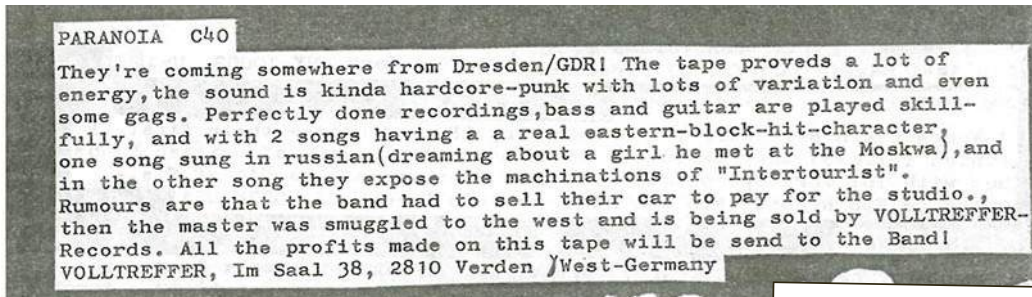 PARANOIA C40
They're coming somewhere from Dresden/GDR! The tape proveds a lot of
energy,the sound is kinda hardcore-punk with lots of variation and even
some gags. Perfectly done recordings,bass and guitar are played skill-
fully, and with 2 songs having a a real eastern-block-hit-character,
one song sung in russian(dreaming about a girl he met at the Moskwa),and
in the other song they expose the machinations of "Intertourist".
Rumours are that the band had to sell their car to pay for the studio.,
then the master was smuggled to the west and is being sold by VOLLTREFFER-
Records. All the profits made on this tape will be send to the Band!
VOLLTREFFER, Im Saal 38, 2810 Verden /West-Germany